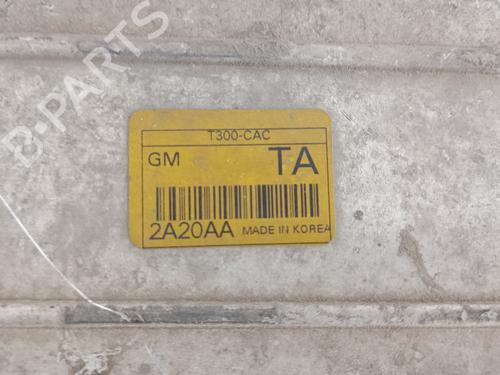 B-PARTS
T300-CAC
GM TA
2A20AA MADE IN KOREA